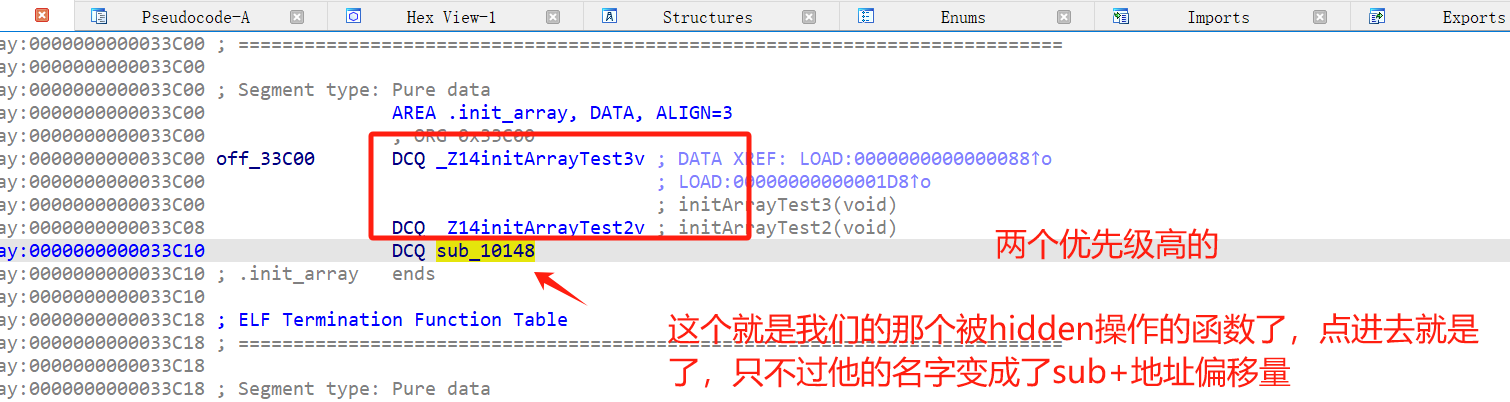 Pseudocode-A Hex View-1 Structures Enums Imports Exports
ay:0000000000033C00 ; ===========================================================================
ay:0000000000033C00
ay:0000000000033C00 ; Segment type: Pure data
ay:0000000000033C00 AREA .init_array, DATA, ALIGN=3
ay:0000000000033C00 ; ORG 0x33C00
ay:0000000000033C00 off_33C00 DCQ _Z14initArrayTest3v ; DATA XREF: LOAD:0000000000000088↑o
ay:0000000000033C00 ; LOAD:00000000000001D8↑o
ay:0000000000033C00 ; initArrayTest3(void)
ay:0000000000033C08 DCQ _Z14initArrayTest2v ; initArrayTest2(void)
ay:0000000000033C10 DCQ sub_10148
两个优先级高的
ay:0000000000033C10 ; .init_array ends
ay:0000000000033C10
ay:0000000000033C18 ; ELF Termination Function Table
这个就是我们的那个被hidden操作的函数了，点进去就是
ay:0000000000033C18 ; ===========================================================================
ay:0000000000033C18
了，只不过他的名字变成了sub+地址偏移量
ay:0000000000033C18 ; Segment type: Pure data